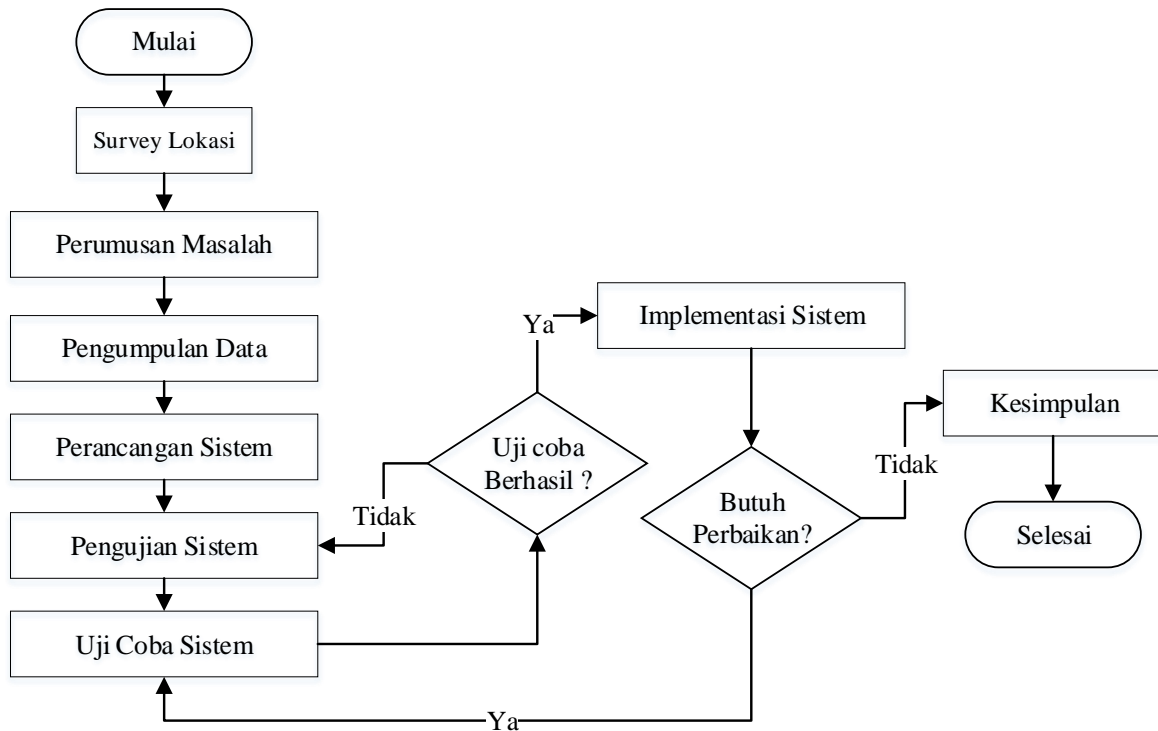 Mulai
Survey Lokasi
Perumusan Masalah
Pengumpulan Data
Perancangan Sistem
Pengujian Sistem
Uji Coba Sistem
Tidak
Uji coba
Berhasil ?
Ya
Implementasi Sistem
Butuh
Perbaikan?
Ya
Tidak
Kesimpulan
Selesai